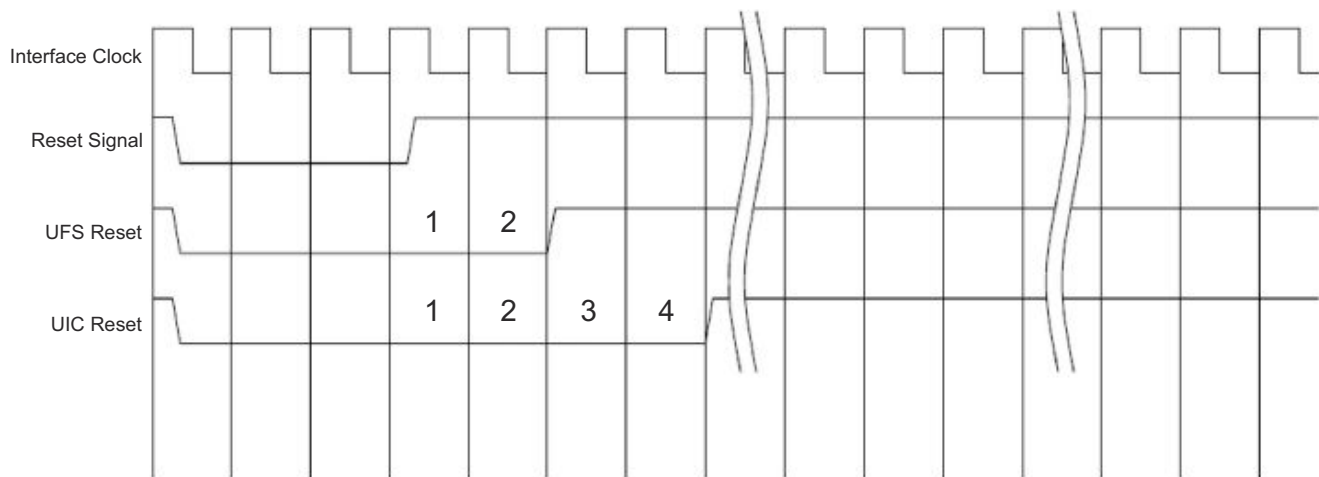 Interface Clock
Reset Signal
UFS Reset
1 2
UIC Reset
1 2 3 4